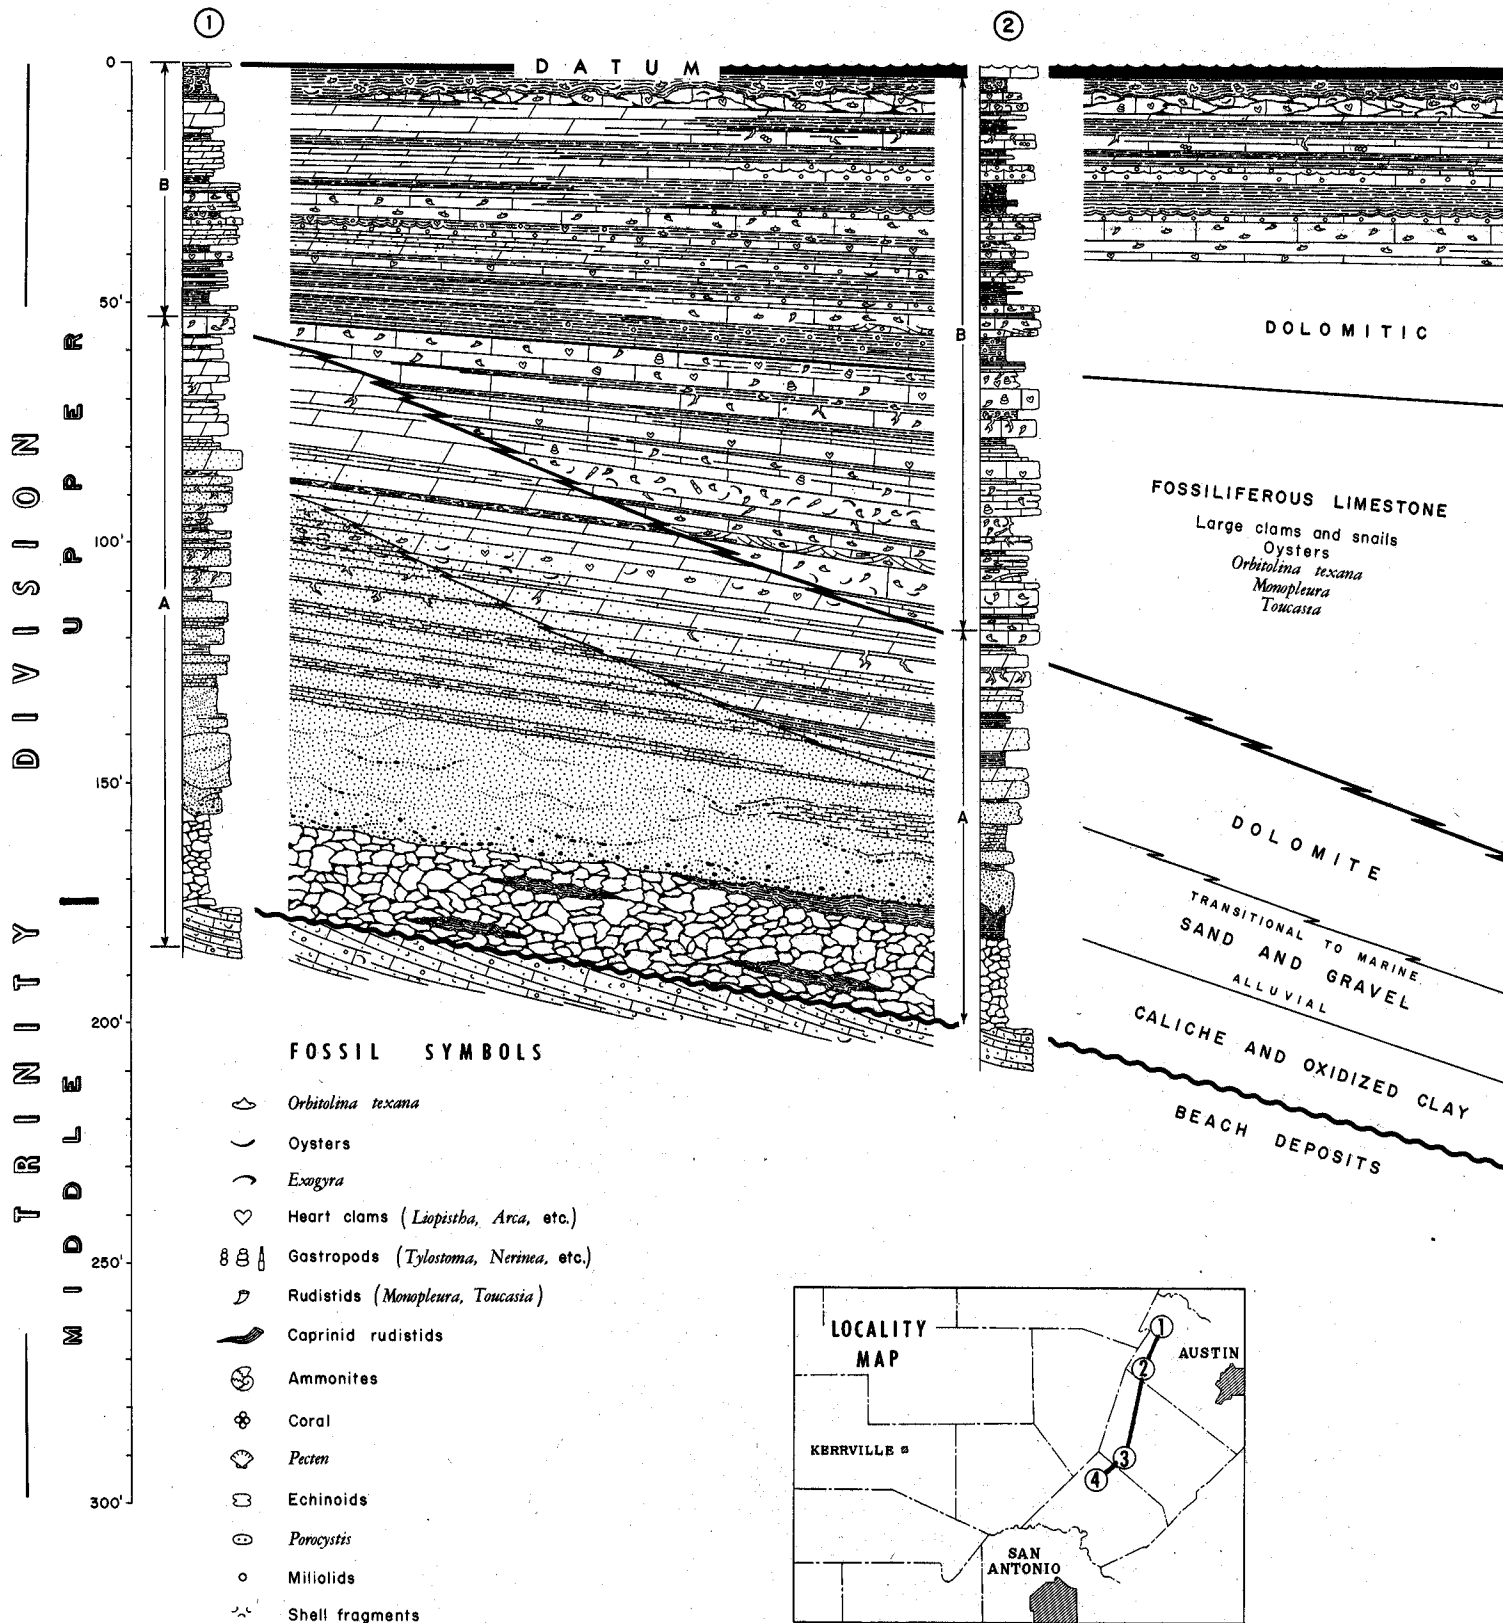 1
2
DATUM
0
50'
100'
150'
200'
250'
300'
B
A
B
A
MIDDLE TRINITY
UPPER DIVISION
DOLOMITIC
FOSSILIFEROUS LIMESTONE
Large clams and snails
Oysters
Orbitolina texana
Monopleura
Toucasia
DOLOMITE
TRANSITIONAL TO MARINE
SAND AND GRAVEL
ALLUVIAL
CALICHE AND OXIDIZED CLAY
BEACH DEPOSITS
FOSSIL SYMBOLS
Orbitolina texana
Oysters
Exogyra
Heart clams (Liopistha, Arca, etc.)
Gastropods (Tylostoma, Nerinea, etc.)
Rudistids (Monopleura, Toucasia)
Caprinid rudistids
Ammonites
Coral
Pecten
Echinoids
Porocystis
Miliolids
Shell fragments
LOCALITY
MAP
1
AUSTIN
2
KERRVILLE
3
4
SAN
ANTONIO